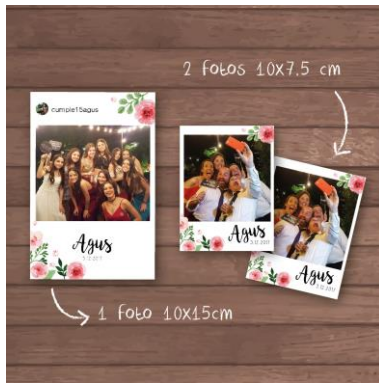 2 fotos 10x7.5 cm
cumple15agus
Agus
Agus
Agus
1 foto 10x15cm